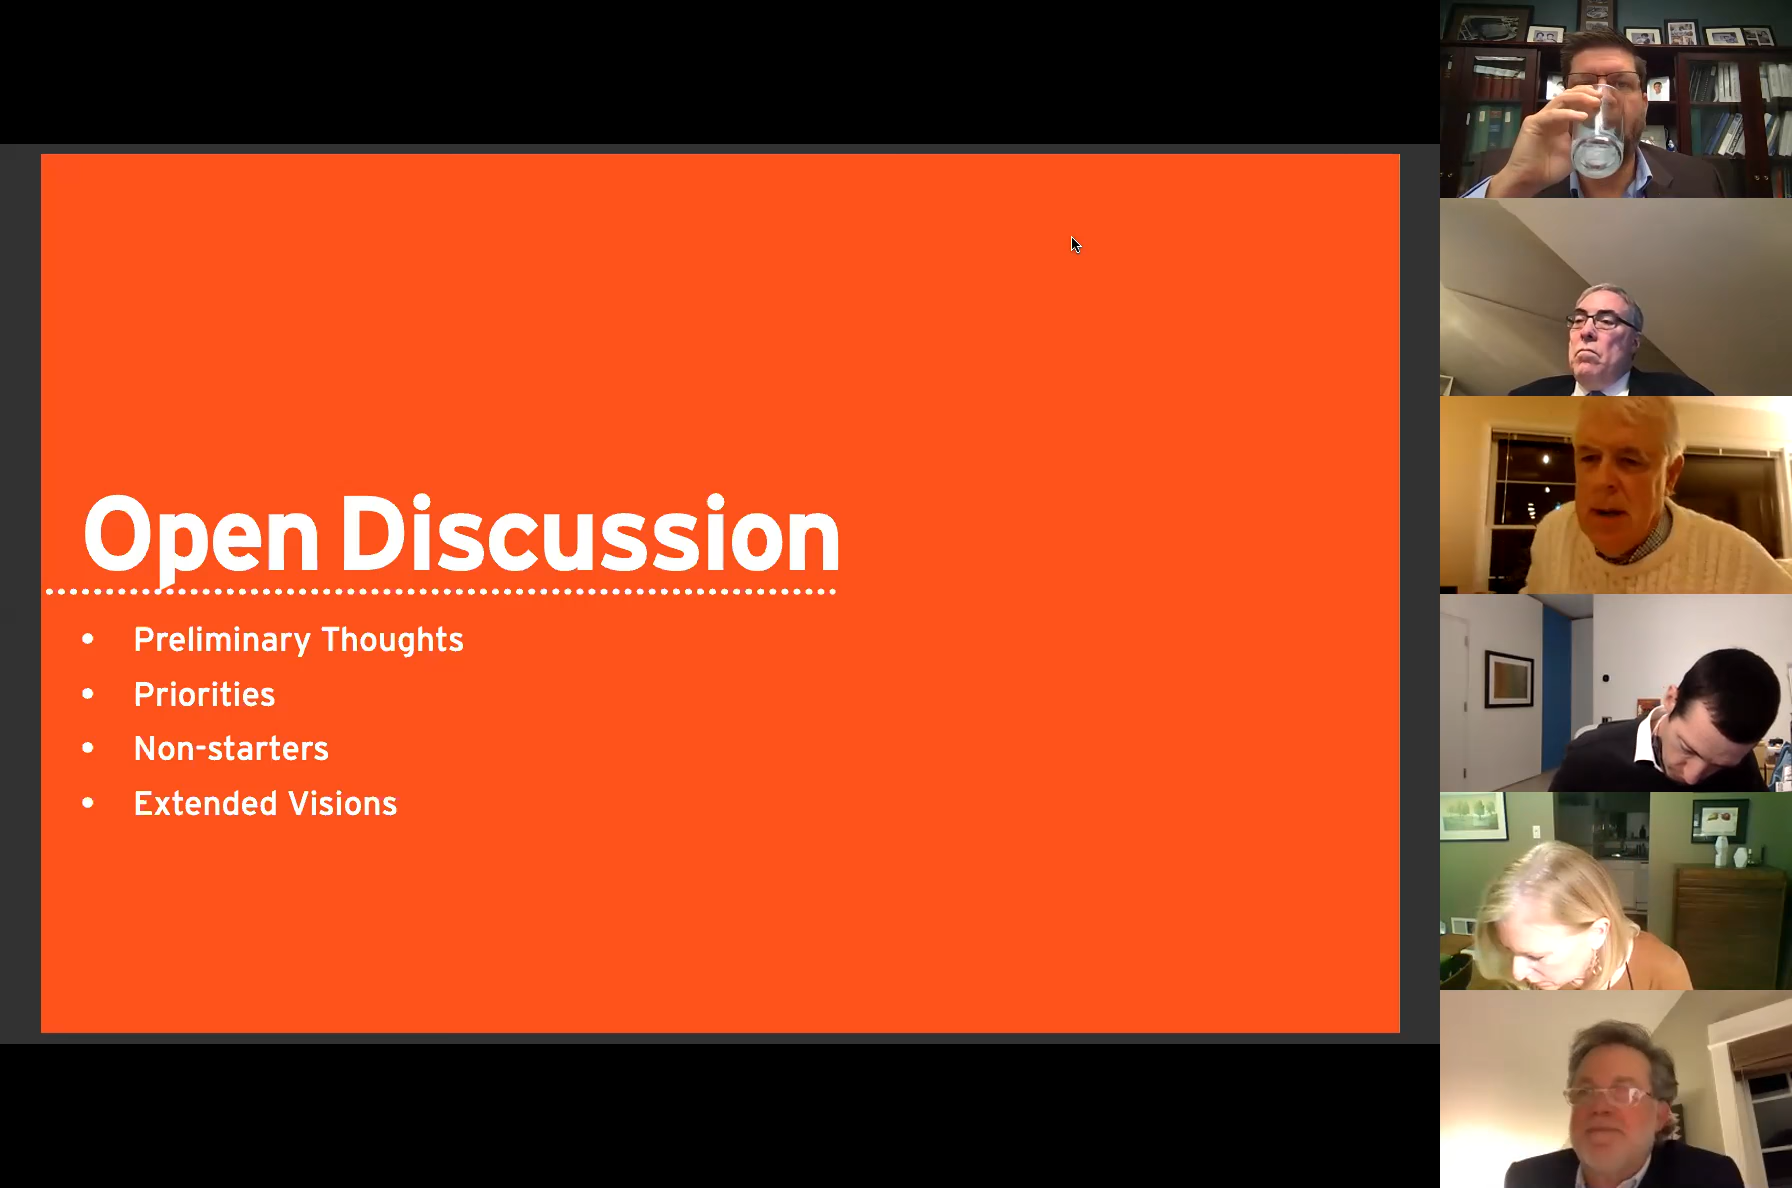 Open Discussion
• Preliminary Thoughts
• Priorities
• Non-starters
• Extended Visions